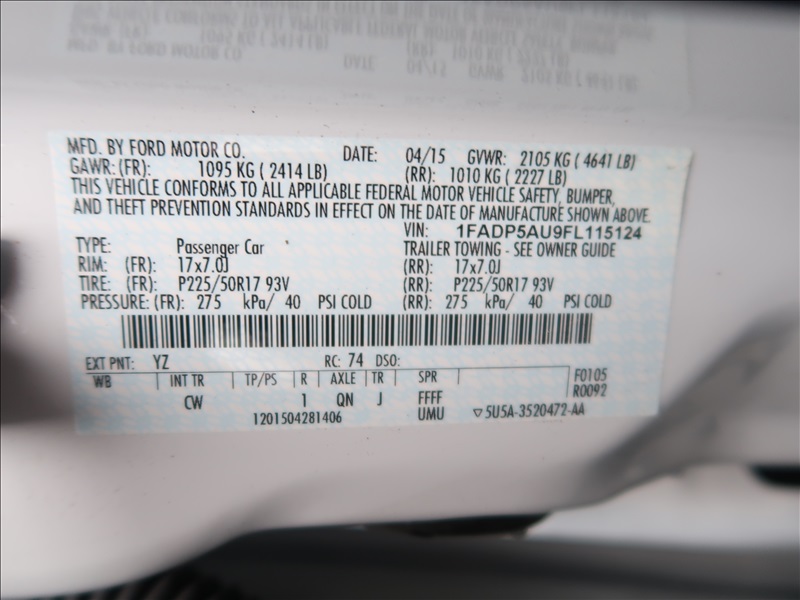 MFD. BY FORD MOTOR CO. DATE: 04/15 GVWR: 2105 KG ( 4641 LB)
GAWR: (FR): 1095 KG ( 2414 LB) (RR): 1010 KG ( 2227 LB)
THIS VEHICLE CONFORMS TO ALL APPLICABLE FEDERAL MOTOR VEHICLE SAFETY, BUMPER,
AND THEFT PREVENTION STANDARDS IN EFFECT ON THE DATE OF MANUFACTURE SHOWN ABOVE.
VIN: 1FADP5AU9FL115124
TYPE: Passenger Car TRAILER TOWING - SEE OWNER GUIDE
RIM: (FR): 17x7.0J (RR): 17x7.0J
TIRE: (FR): P225/50R17 93V (RR): P225/50R17 93V
PRESSURE: (FR): 275 kPa/ 40 PSI COLD (RR): 275 kPa/ 40 PSI COLD
EXT PNT: YZ RC: 74 DSO:
WB INT TR TP/PS R AXLE TR SPR F0105
R0092
CW 1 QN J FFFF
1201504281406 UMU ▽5U5A-3520472-AA